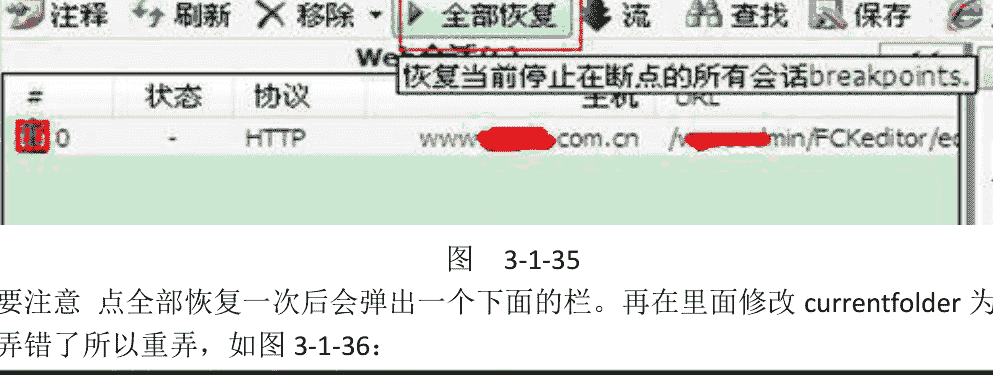 注释 刷新 移除 全部恢复 流 查找 保存
Web
恢复当前停止在断点的所有会话breakpoints.
# 状态 协议 主机 URL
0 - HTTP www com.cn min/FCKeditor/ec
图 3-1-35
要注意 点全部恢复一次后会弹出一个下面的栏。再在里面修改 currentfolder 为
弄错了所以重弄，如图 3-1-36：